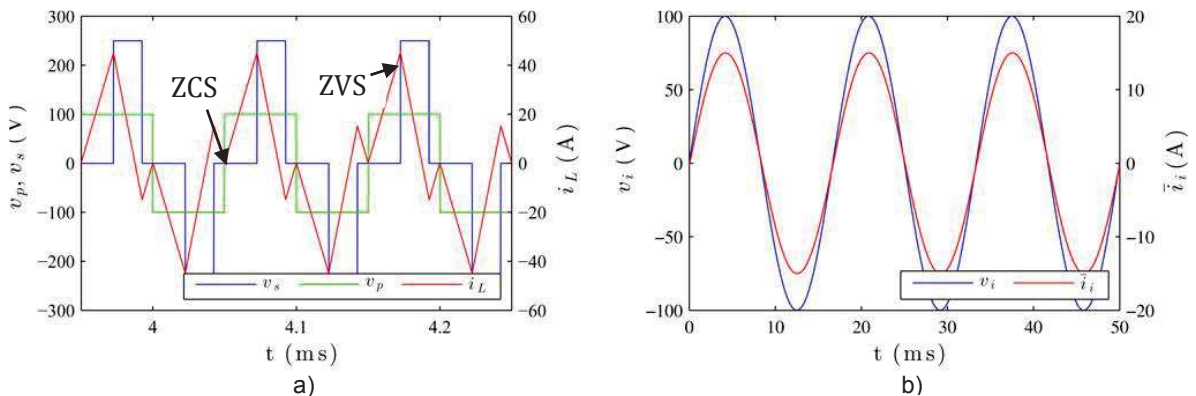 300
200
100
0
−100
−200
−300
v_p, v_s (V)
60
40
20
0
−20
−40
−60
i_L (A)
ZCS
ZVS
v_s v_p i_L
4 4.1 4.2
t (ms)
a)
100
50
0
−50
−100
v_i (V)
20
10
0
−10
−20
ī_i (A)
v_i ī_i
0 10 20 30 40 50
t (ms)
b)